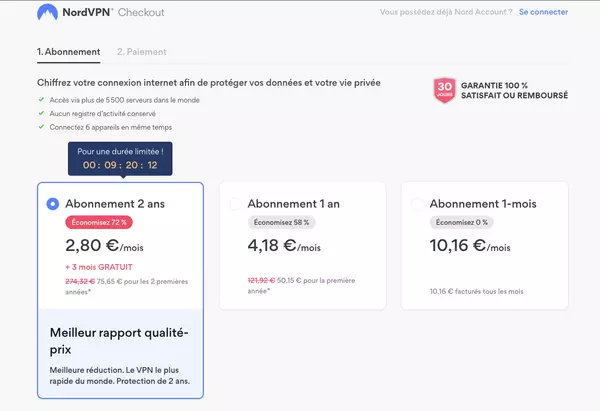 NordVPN® Checkout
Vous possédez déjà Nord Account ? Se connecter
1. Abonnement 2. Paiement
Chiffrez votre connexion internet afin de protéger vos données et votre vie privée
Accès via plus de 5 500 serveurs dans le monde
Aucun registre d'activité conservé
Connectez 6 appareils en même temps
30
JOURS
GARANTIE 100 %
SATISFAIT OU REMBOURSÉ
Pour une durée limitée !
00 : 09 : 20 : 12
Abonnement 2 ans
Économisez 72 %
2,80 €/mois
+ 3 mois GRATUIT
274,32 € 75,65 € pour les 2 premières
années*
Meilleur rapport qualité-
prix
Meilleure réduction. Le VPN le plus
rapide du monde. Protection de 2 ans.
Abonnement 1 an
Économisez 58 %
4,18 €/mois
121,92 € 50,15 € pour la première
année*
Abonnement 1-mois
Économisez 0 %
10,16 €/mois
10,16 € facturés tous les mois